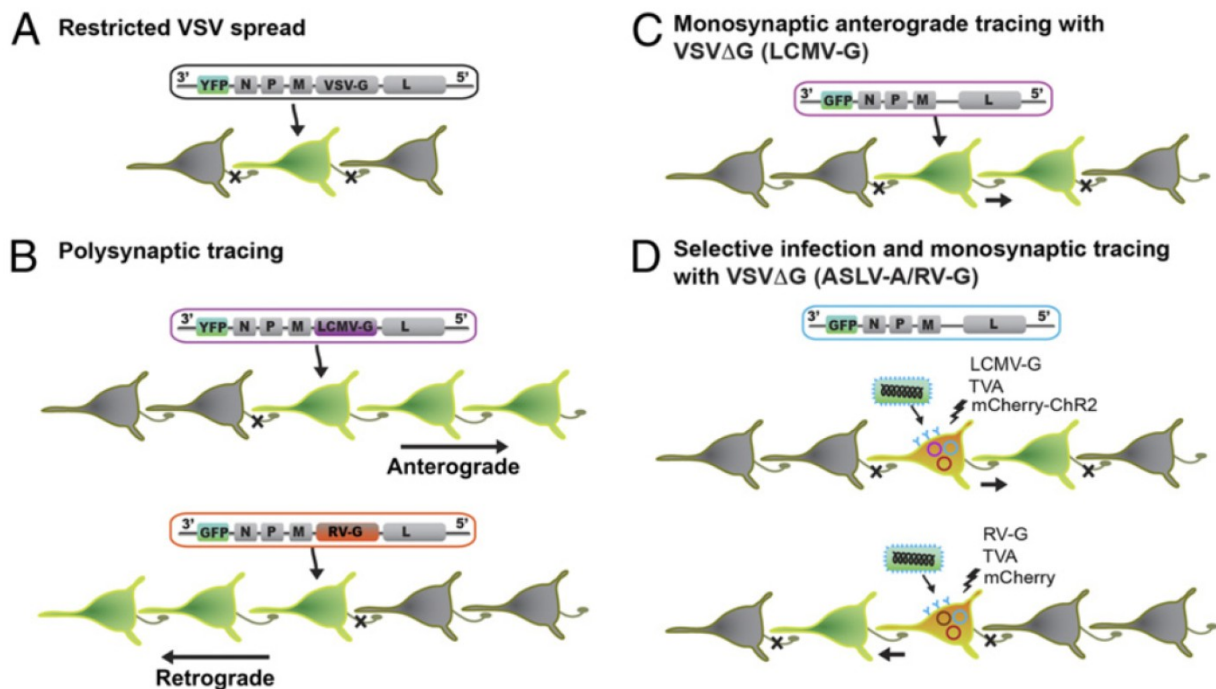 A Restricted VSV spread
3' YFP N P M VSV-G L 5'
B Polysynaptic tracing
3' YFP N P M LCMV-G L 5'
Anterograde
3' GFP N P M RV-G L 5'
Retrograde
C Monosynaptic anterograde tracing with
VSVΔG (LCMV-G)
3' GFP N P M L 5'
D Selective infection and monosynaptic tracing
with VSVΔG (ASLV-A/RV-G)
3' GFP N P M L 5'
LCMV-G
TVA
mCherry-ChR2
RV-G
TVA
mCherry